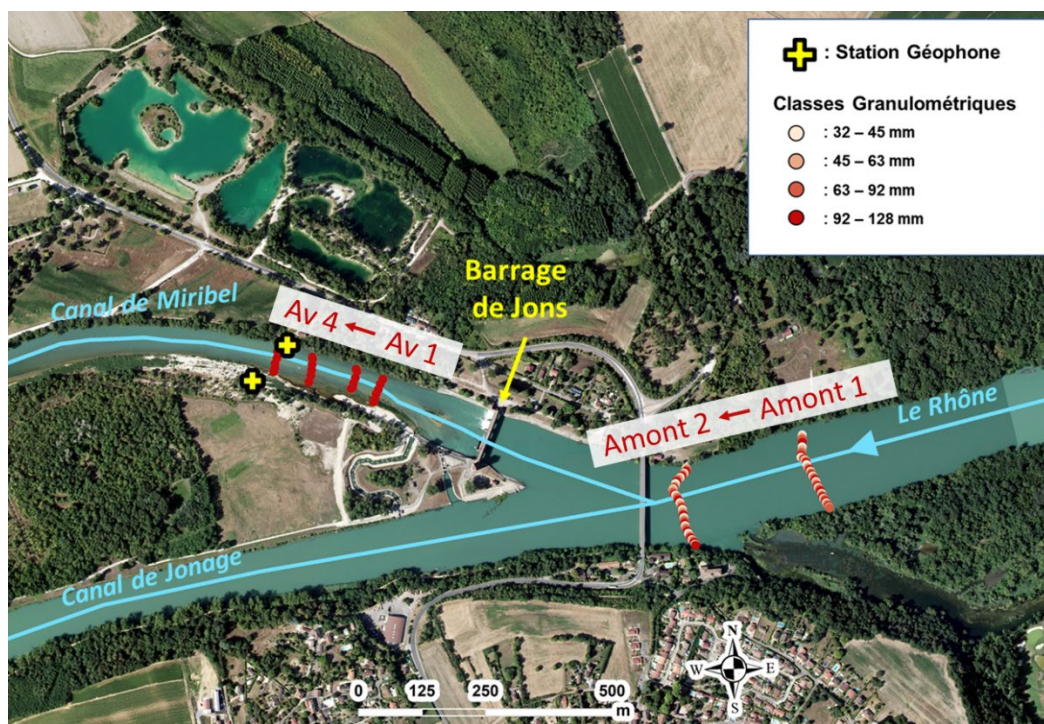 : Station Géophone
Classes Granulométriques
: 32 – 45 mm
: 45 – 63 mm
: 63 – 92 mm
: 92 – 128 mm
Barrage
de Jons
Canal de Miribel
Av 4 ← Av 1
Amont 2 ← Amont 1
Le Rhône
Canal de Jonage
N
W E
S
0 125 250 500
m